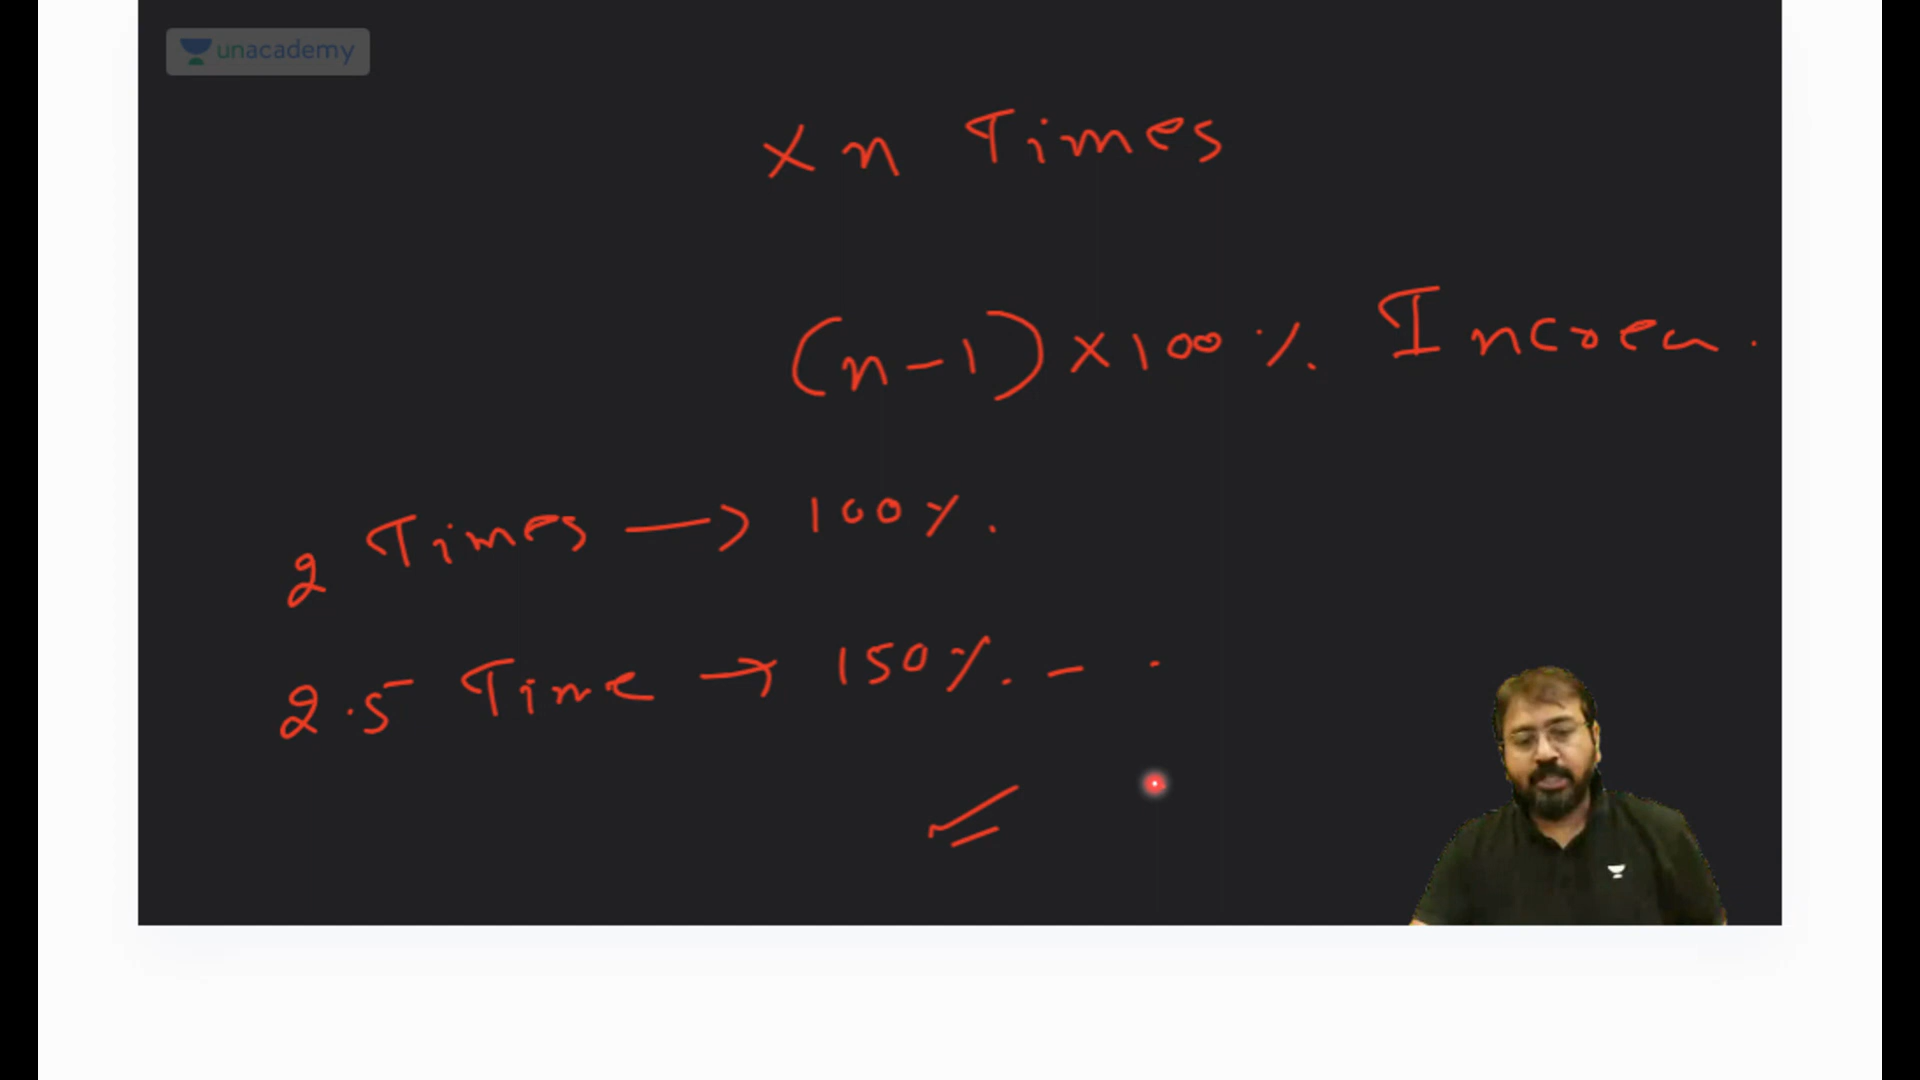 unacademy
× n Times
(n-1) × 100 % Increa.
2 Times → 100 %.
2.5 Time → 150 %. - .